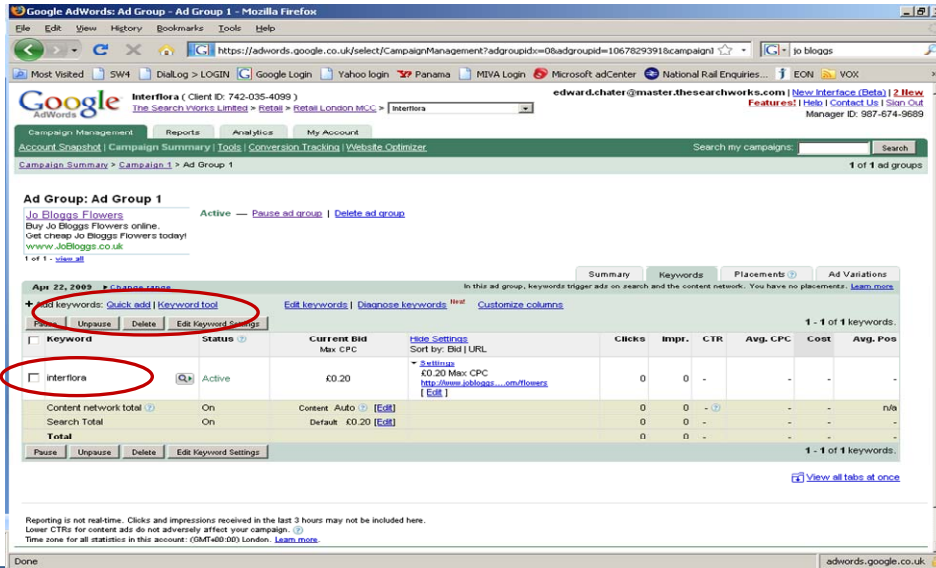 Google AdWords: Ad Group - Ad Group 1 - Mozilla Firefox
File Edit View History Bookmarks Tools Help
https://adwords.google.co.uk/select/CampaignManagement?adgroupidx=0&adgroupid=1067829391&campaignI jo bloggs
Most Visited SW4 DialLog > LOGIN Google Login Yahoo login Panama MIVA Login Microsoft adCenter National Rail Enquiries... EON VOX
Google AdWords
Interflora ( Client ID: 742-035-4099 )
The Search Works Limited > Retail > Retail London MCC > Interflora
edward.chater@master.thesearchworks.com | New Interface (Beta) | 2 New
Features! | Help | Contact Us | Sign Out
Manager ID: 987-674-9689
Campaign Management Reports Analytics My Account
Account Snapshot | Campaign Summary | Tools | Conversion Tracking | Website Optimizer Search my campaigns: Search
Campaign Summary > Campaign 1 > Ad Group 1 1 of 1 ad groups
Ad Group: Ad Group 1
Jo Bloggs Flowers Active — Pause ad group | Delete ad group
Buy Jo Bloggs Flowers online.
Get cheap Jo Bloggs Flowers today!
www.JoBloggs.co.uk
1 of 1 - view all
Summary Keywords Placements Ad Variations
Apr 22, 2009 Change range In this ad group, keywords trigger ads on search and the content network. You have no placements. Learn more
+ Add keywords: Quick add | Keyword tool Edit keywords | Diagnose keywords New! Customize columns
Pause Unpause Delete Edit Keyword Settings 1 - 1 of 1 keywords.
Keyword Status Current Bid Max CPC Hide Settings Sort by: Bid | URL Clicks Impr. CTR Avg. CPC Cost Avg. Pos
interflora Active £0.20 Settings 0 0 - - - -
£0.20 Max CPC
http://www.jobloggs....om/flowers
[ Edit ]
Content network total On Content Auto [Edit] 0 0 - - - n/a
Search Total On Default £0.20 [Edit] 0 0 - - - -
Total 0 0 - - - -
Pause Unpause Delete Edit Keyword Settings 1 - 1 of 1 keywords.
View all tabs at once
Reporting is not real-time. Clicks and impressions received in the last 3 hours may not be included here.
Lower CTRs for content ads do not adversely affect your campaign.
Time zone for all statistics in this account: (GMT+00:00) London. Learn more.
Done adwords.google.co.uk